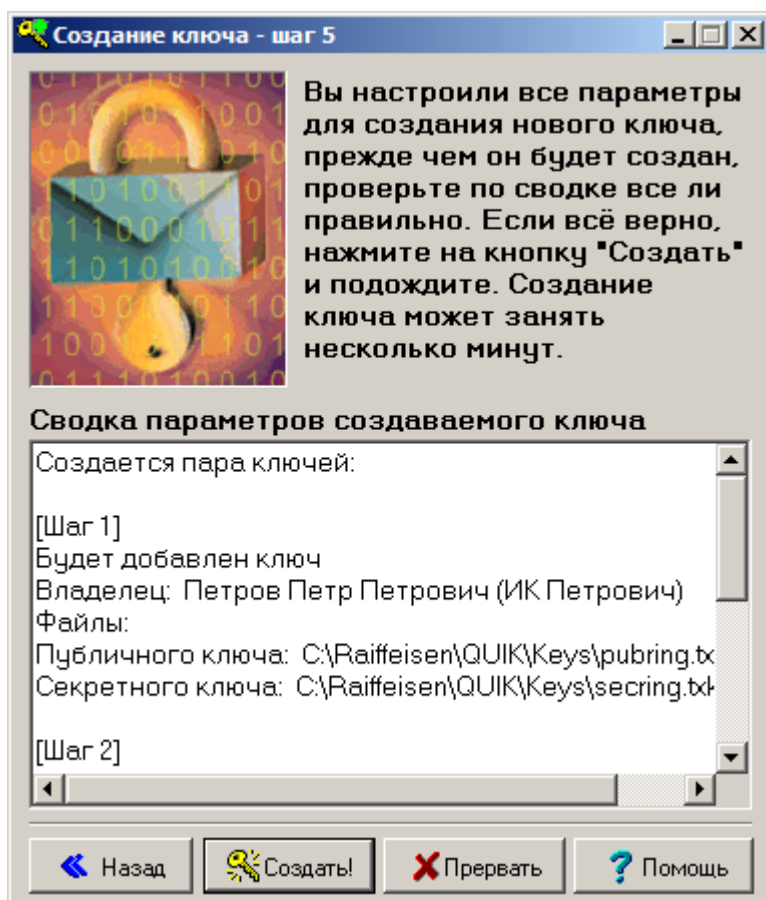 Создание ключа - шаг 5
Вы настроили все параметры
для создания нового ключа,
прежде чем он будет создан,
проверьте по сводке все ли
правильно. Если всё верно,
нажмите на кнопку "Создать"
и подождите. Создание
ключа может занять
несколько минут.
Сводка параметров создаваемого ключа
Создается пара ключей:
[Шаг 1]
Будет добавлен ключ
Владелец: Петров Петр Петрович (ИК Петрович)
Файлы:
Публичного ключа: C:\Raiffeisen\QUIK\Keys\pubring.tx
Секретного ключа: C:\Raiffeisen\QUIK\Keys\secring.txk
[Шаг 2]
Назад Создать! Прервать Помощь